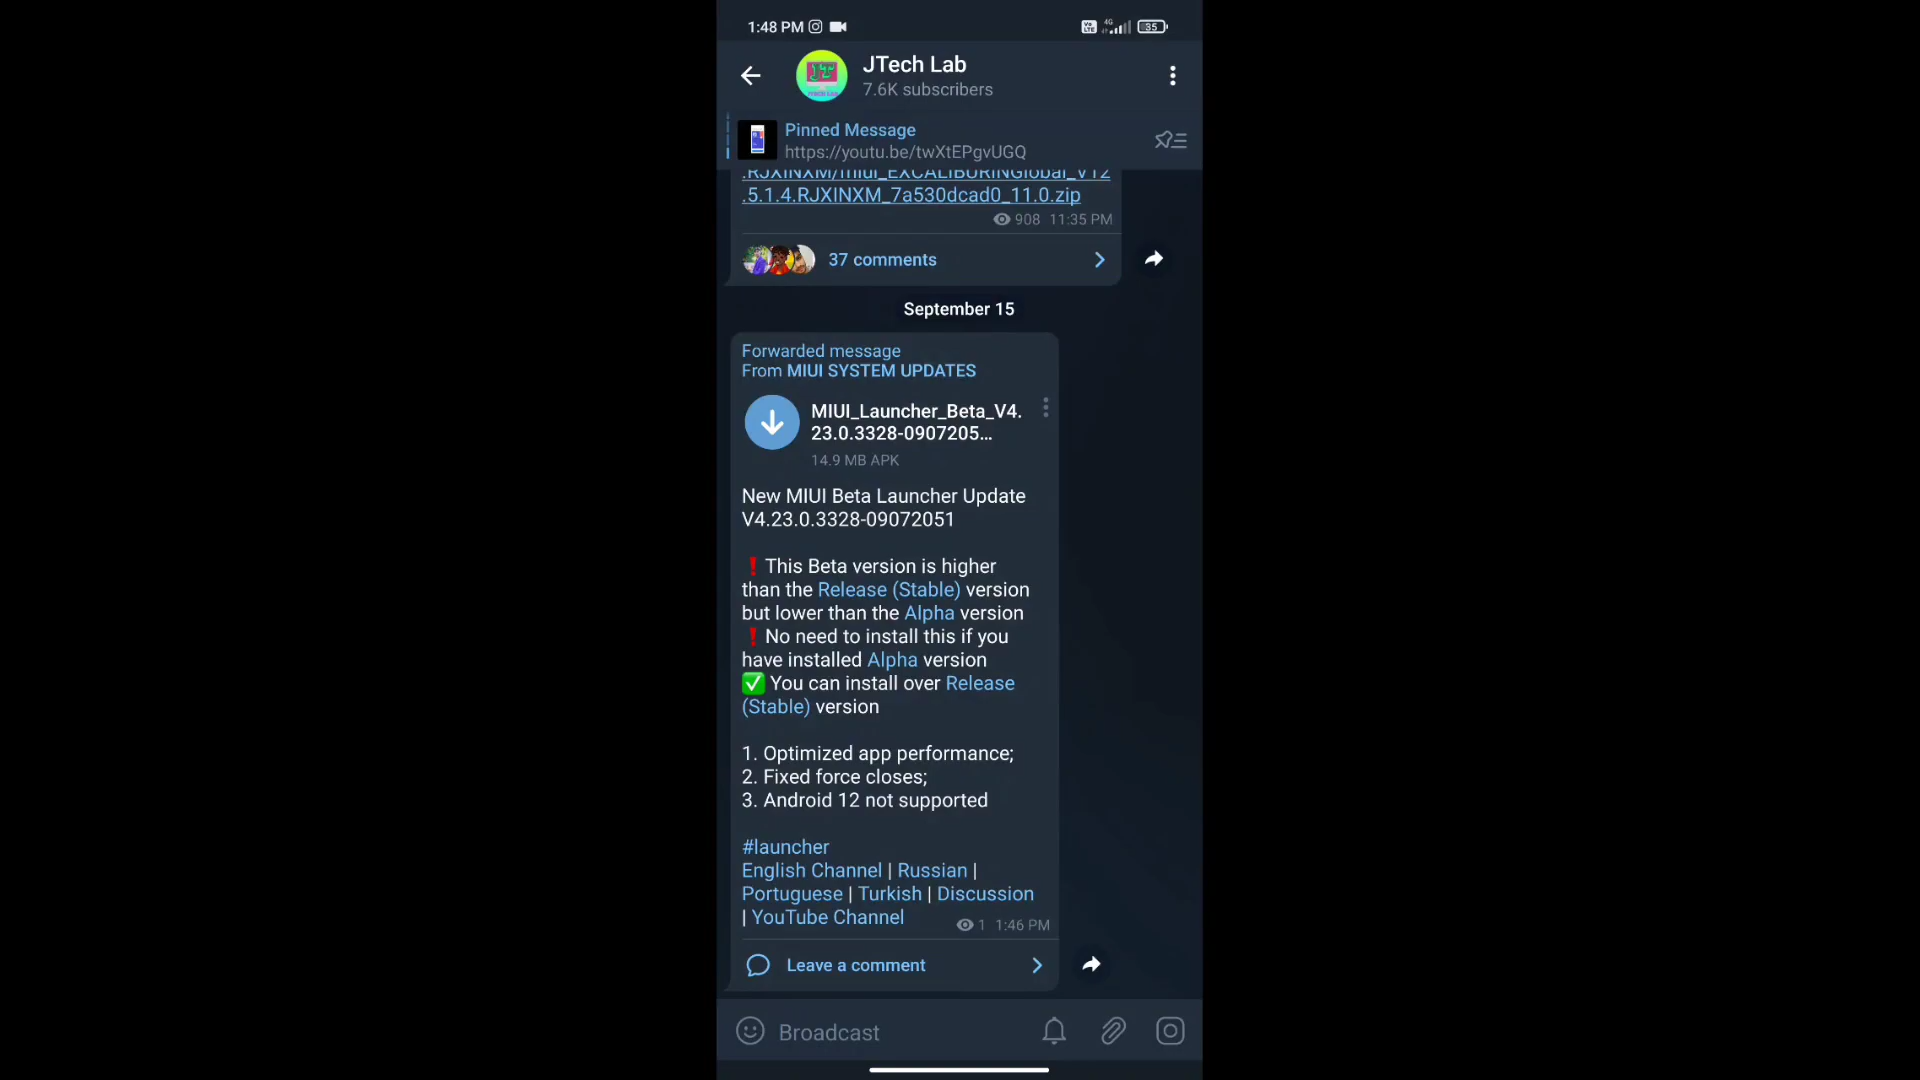 1:48 PM
Vo LTE 4G 35
JTech Lab
7.6K subscribers
Pinned Message
https://youtu.be/twXtEPgvUGQ
.RJXINXM/miui_EXCALIBURINGlobal_V12
.5.1.4.RJXINXM_7a530dcad0_11.0.zip
908 11:35 PM
37 comments
September 15
Forwarded message
From MIUI SYSTEM UPDATES
MIUI_Launcher_Beta_V4.
23.0.3328-0907205...
14.9 MB APK
New MIUI Beta Launcher Update
V4.23.0.3328-09072051
❗This Beta version is higher
than the Release (Stable) version
but lower than the Alpha version
❗No need to install this if you
have installed Alpha version
✅ You can install over Release
(Stable) version
1. Optimized app performance;
2. Fixed force closes;
3. Android 12 not supported
#launcher
English Channel | Russian |
Portuguese | Turkish | Discussion
| YouTube Channel
1 1:46 PM
Leave a comment
Broadcast